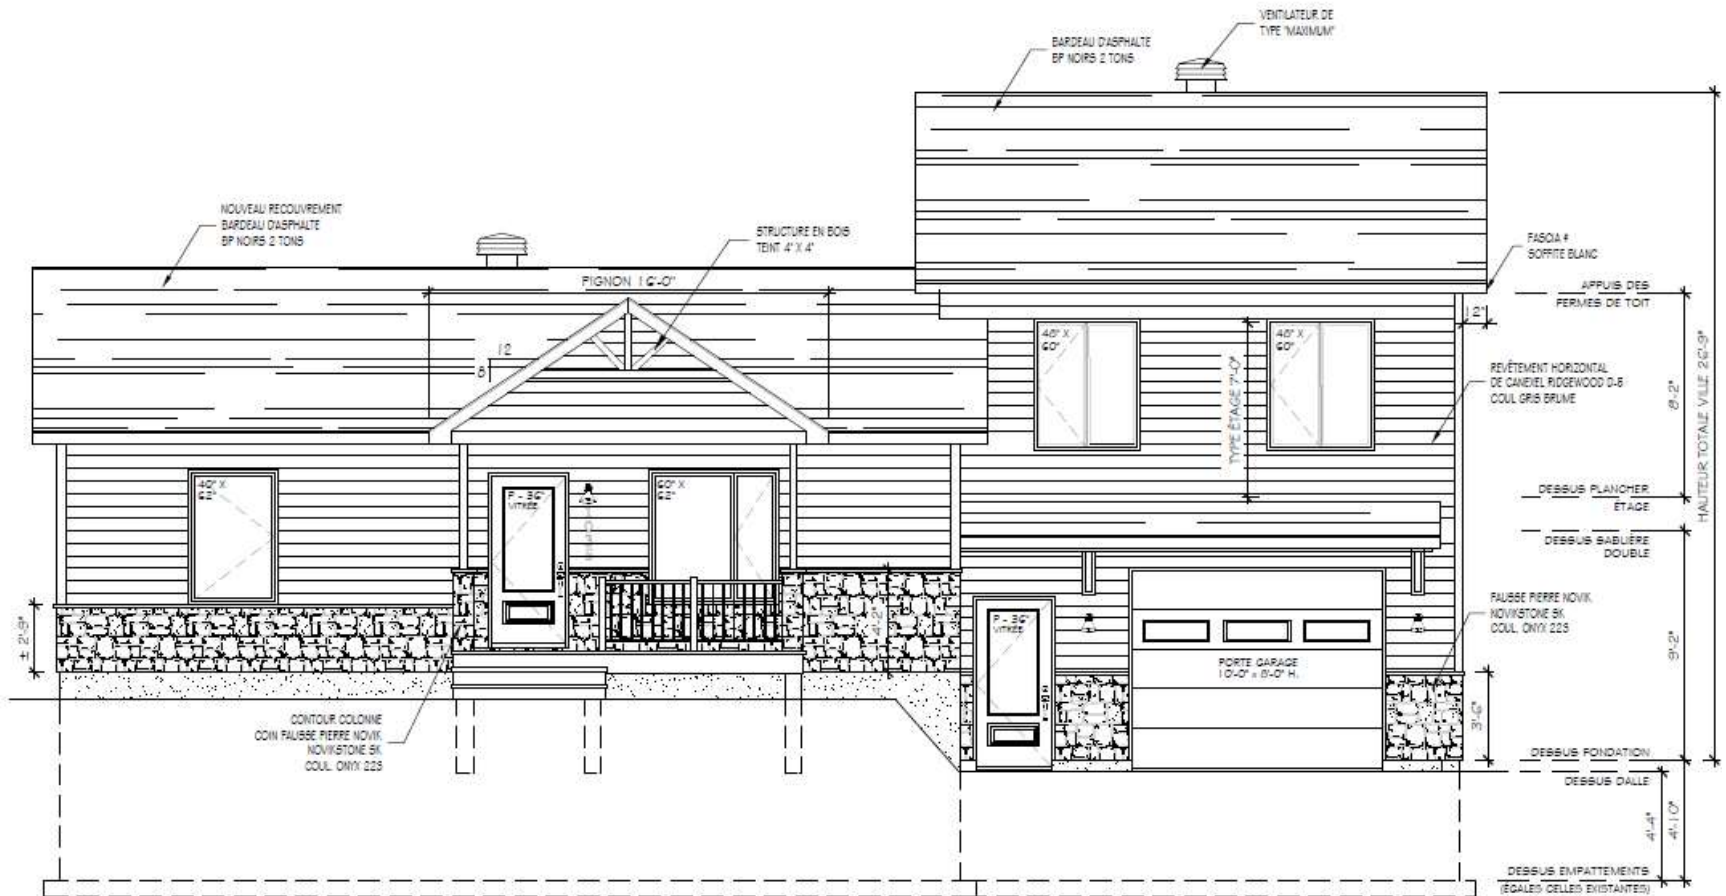 VENTILATEUR DE
TYPE "MAXIMUM"
BARDEAU D'ASPHALTE
BP NOIRS 2 TONS
NOUVEAU RECOUVREMENT
BARDEAU D'ASPHALTE
BP NOIRS 2 TONS
STRUCTURE EN BOIS
TEINT 4" X 4"
FASCIA &
SOFFITE BLANC
PIGNON 16'-0"
APPUIS DES
FERMES DE TOIT
12"
12
8
48" X
60"
48" X
60"
TYPE ÉTAGE 7'-0"
REVÊTEMENT HORIZONTAL
DE CANEXEL RIDGEWOOD D-5
COUL GRIS BRUME
8'-2"
HAUTEUR TOTALE VILLE 26'-9"
40" X
62"
P - 36"
VITRÉE
60" X
62"
DESSUS PLANCHER
ÉTAGE
DESSUS SABLIÈRE
DOUBLE
± 2'-9"
4'-2"
P - 36"
VITRÉE
FAUSSE PIERRE NOVIK
NOVIKSTONE SK
COUL. ONYX 223
9'-2"
PORTE GARAGE
10'-0" x 8'-0" H.
3'-6"
CONTOUR COLONNE
COIN FAUSSE PIERRE NOVIK
NOVIKSTONE SK
COUL. ONYX 223
DESSUS FONDATION
DESSUS DALLE
4'-4"
4'-10"
DESSUS EMPATTEMENTS
(ÉGALES CELLES EXISTANTES)